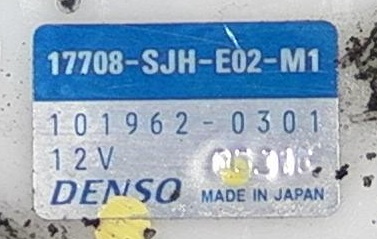 17708-SJH-E02-M1
101962-0301
12V
DENSO MADE IN JAPAN